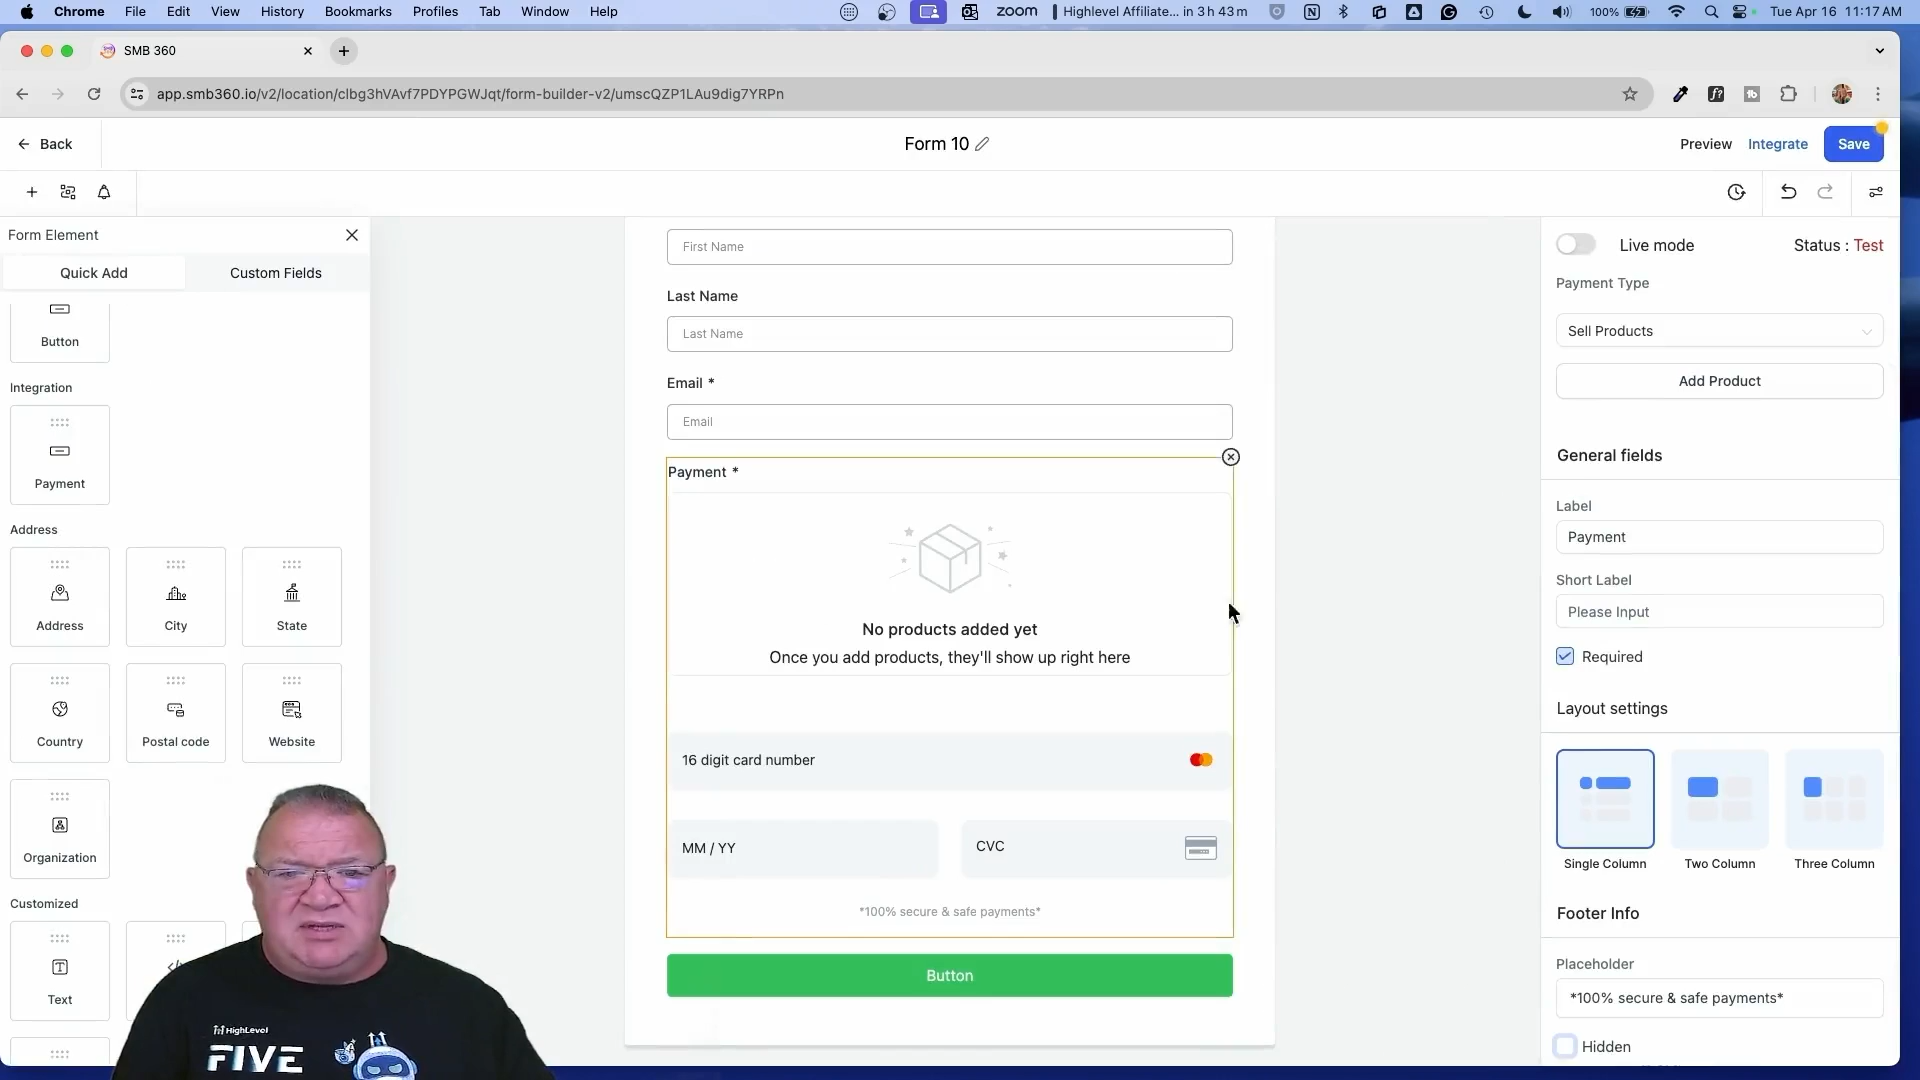 Chrome File Edit View History Bookmarks Profiles Tab Window Help
zoom Highlevel Affiliate... in 3 h 43 m 100% Tue Apr 16 11:17 AM
SMB 360
app.smb360.io/v2/location/clbg3hVAvf7PDYPGWJqt/form-builder-v2/umscQZP1LAu9dig7YRPn
Back
Form 10
Preview Integrate Save
Form Element
Quick Add Custom Fields
Button
Integration
Payment
Address
Address City State
Country Postal code Website
Organization
Customized
Text
First Name
Last Name
Last Name
Email *
Email
Payment *
No products added yet
Once you add products, they'll show up right here
16 digit card number
MM / YY CVC
*100% secure & safe payments*
Button
Live mode Status : Test
Payment Type
Sell Products
Add Product
General fields
Label
Payment
Short Label
Please Input
Required
Layout settings
Single Column Two Column Three Column
Footer Info
Placeholder
*100% secure & safe payments*
Hidden
HighLevel
FIVE